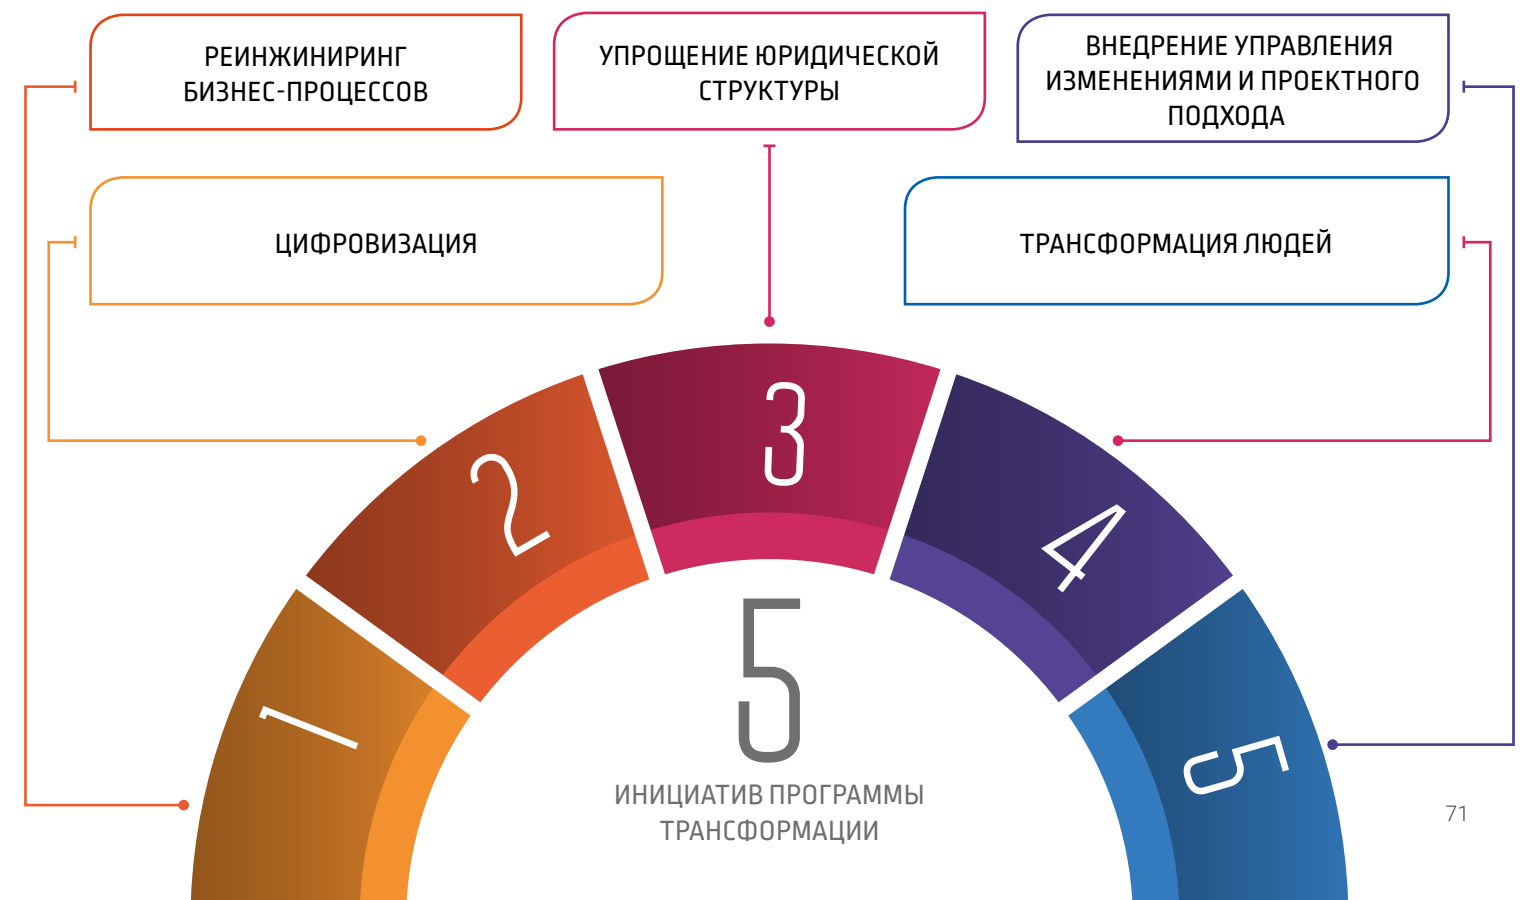 РЕИНЖИНИРИНГ
БИЗНЕС-ПРОЦЕССОВ
УПРОЩЕНИЕ ЮРИДИЧЕСКОЙ
СТРУКТУРЫ
ВНЕДРЕНИЕ УПРАВЛЕНИЯ
ИЗМЕНЕНИЯМИ И ПРОЕКТНОГО
ПОДХОДА
ЦИФРОВИЗАЦИЯ
ТРАНСФОРМАЦИЯ ЛЮДЕЙ
1
2
3
4
5
5
ИНИЦИАТИВ ПРОГРАММЫ
ТРАНСФОРМАЦИИ
71